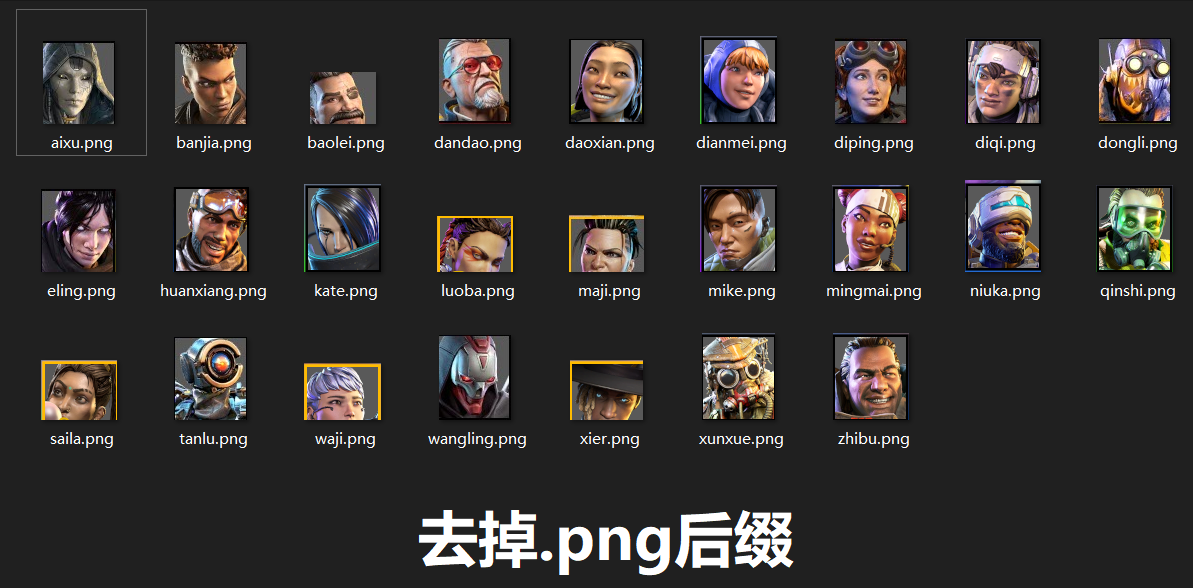 aixu.png banjia.png baolei.png dandao.png daoxian.png dianmei.png diping.png diqi.png dongli.png
eling.png huanxiang.png kate.png luoba.png maji.png mike.png mingmai.png niuka.png qinshi.png
saila.png tanlu.png waji.png wangling.png xier.png xunxue.png zhibu.png
去掉.png后缀